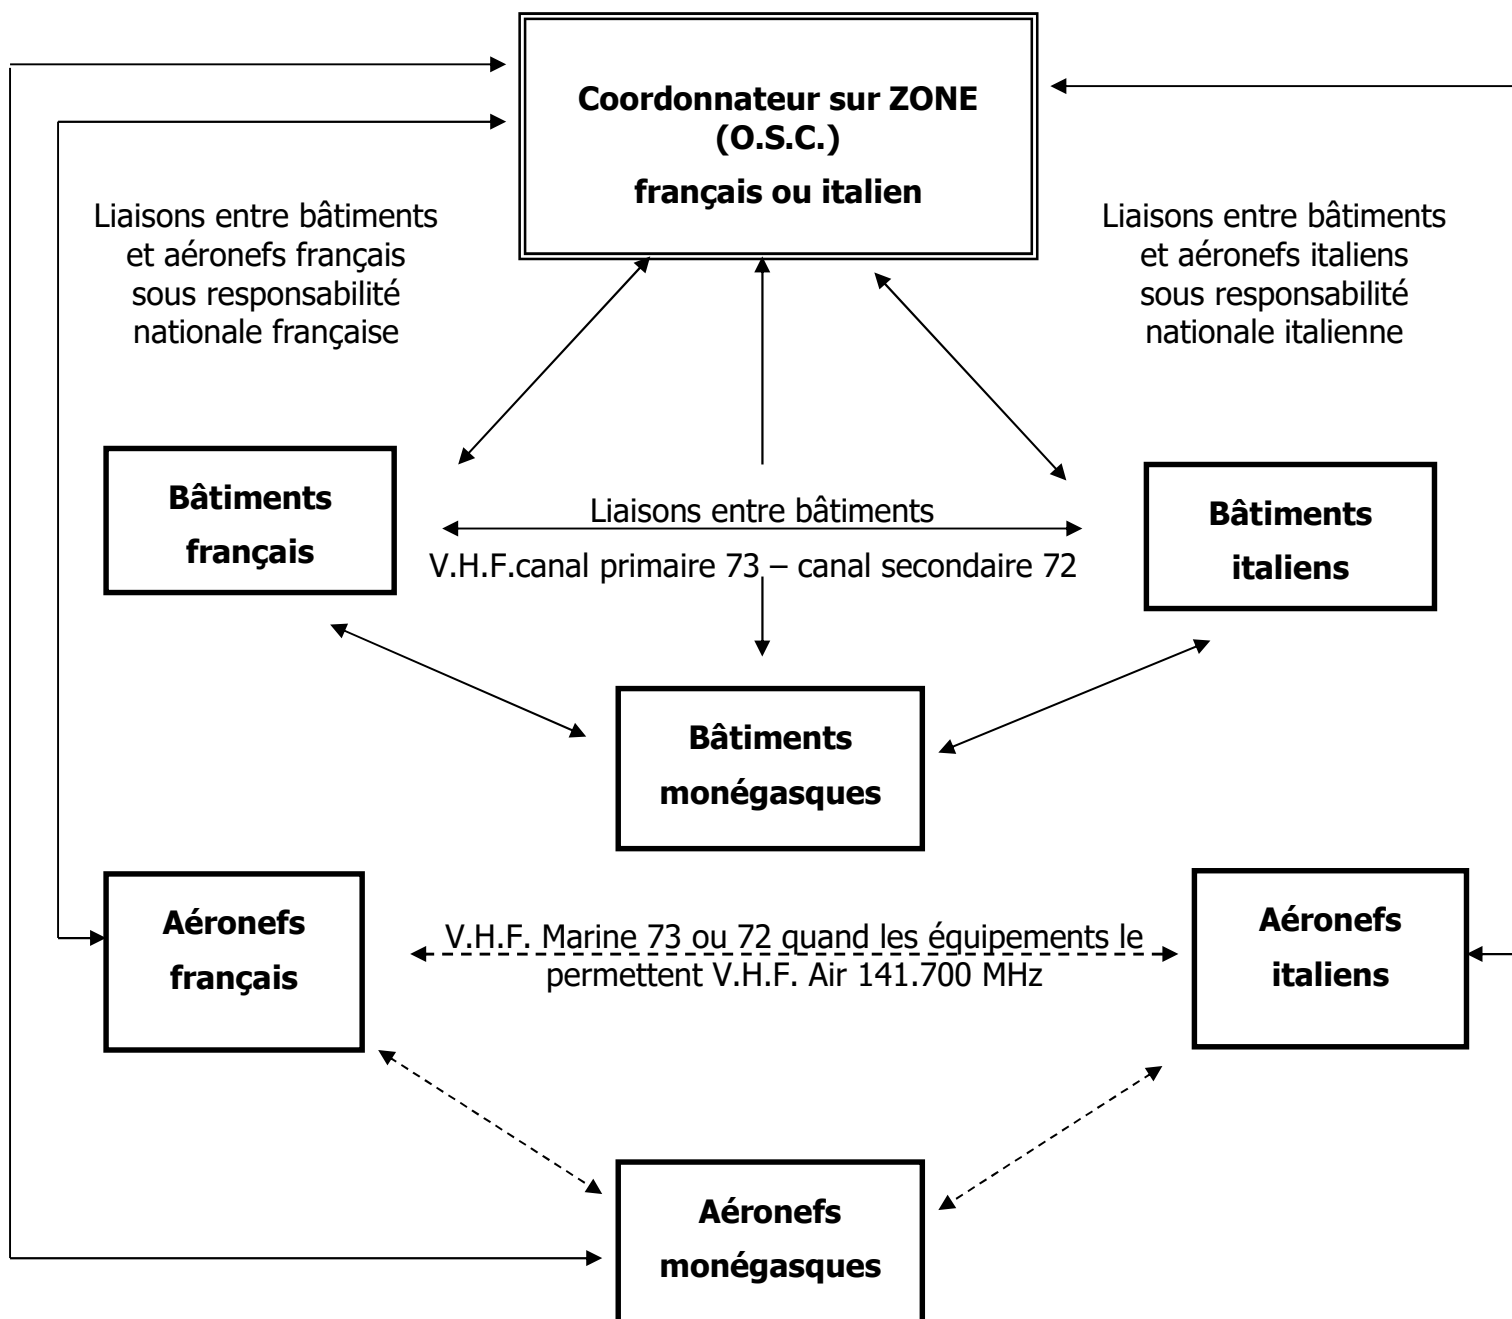 Coordonnateur sur ZONE
(O.S.C.)
français ou italien
Liaisons entre bâtiments
et aéronefs français
sous responsabilité
nationale française
Liaisons entre bâtiments
et aéronefs italiens
sous responsabilité
nationale italienne
Bâtiments
français
Liaisons entre bâtiments
V.H.F.canal primaire 73 – canal secondaire 72
Bâtiments
italiens
Bâtiments
monégasques
Aéronefs
français
V.H.F. Marine 73 ou 72 quand les équipements le
permettent V.H.F. Air 141.700 MHz
Aéronefs
italiens
Aéronefs
monégasques